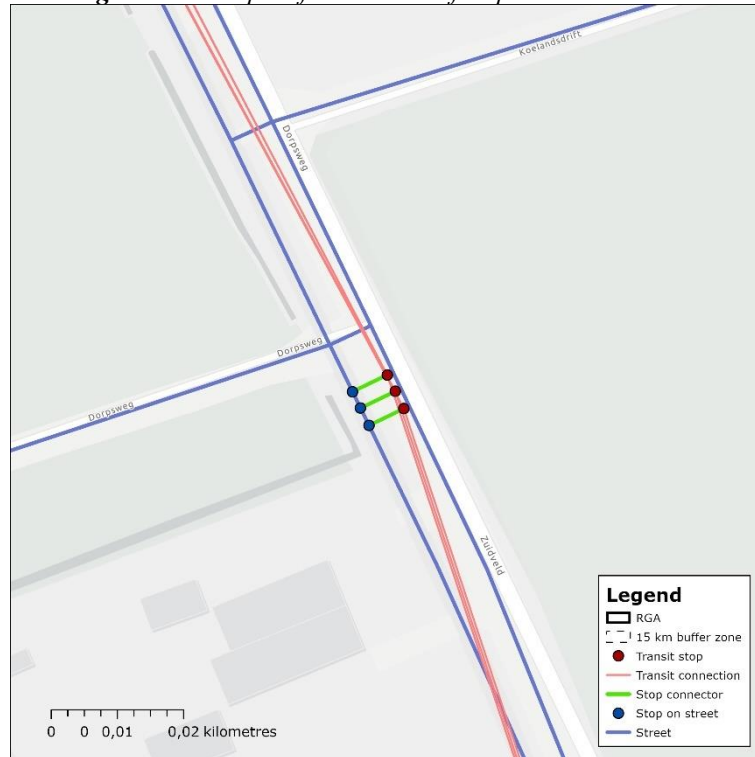 Koelandsdrift
Dorpsweg
Dorpsweg
Dorpsweg
Zuidveld
Legend
RGA
15 km buffer zone
Transit stop
Transit connection
Stop connector
Stop on street
Street
0 0 0,01 0,02 kilometres